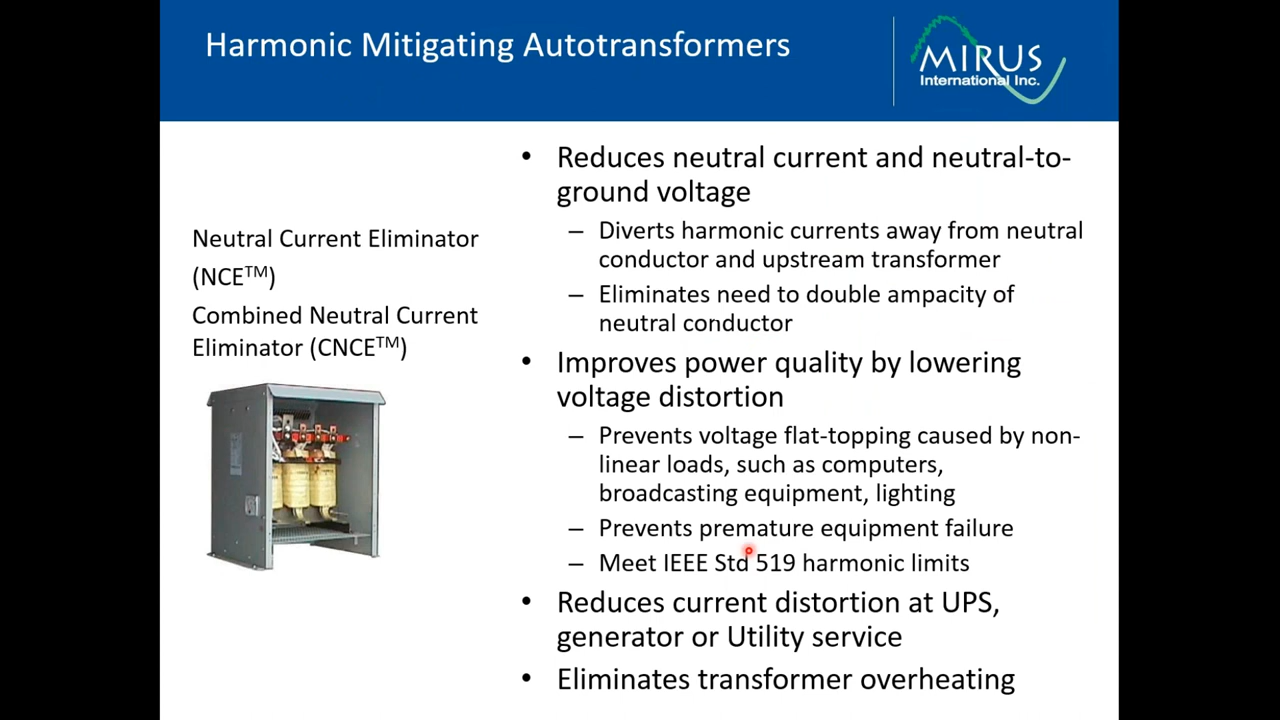 Harmonic Mitigating Autotransformers
MIRUS
International Inc.
Neutral Current Eliminator
(NCE™)
Combined Neutral Current
Eliminator (CNCE™)
• Reduces neutral current and neutral-to-
ground voltage
– Diverts harmonic currents away from neutral
conductor and upstream transformer
– Eliminates need to double ampacity of
neutral conductor
• Improves power quality by lowering
voltage distortion
– Prevents voltage flat-topping caused by non-
linear loads, such as computers,
broadcasting equipment, lighting
– Prevents premature equipment failure
– Meet IEEE Std 519 harmonic limits
• Reduces current distortion at UPS,
generator or Utility service
• Eliminates transformer overheating